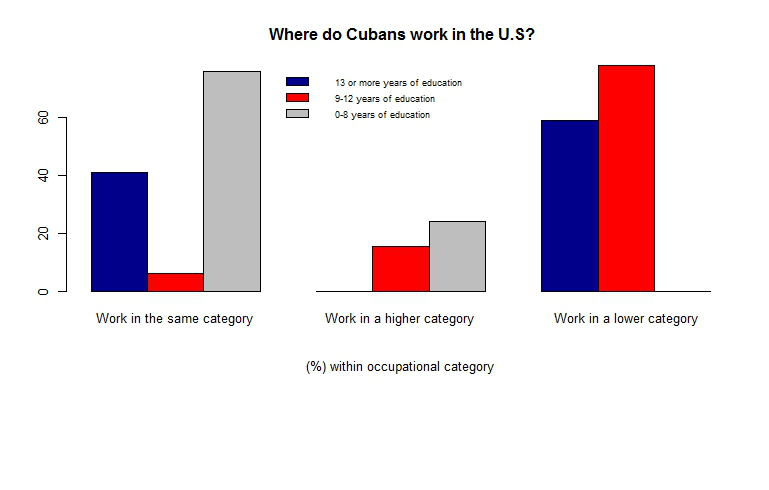 Where do Cubans work in the U.S?
13 or more years of education
9-12 years of education
0-8 years of education
60
40
20
0
Work in the same category
Work in a higher category
Work in a lower category
(%) within occupational category